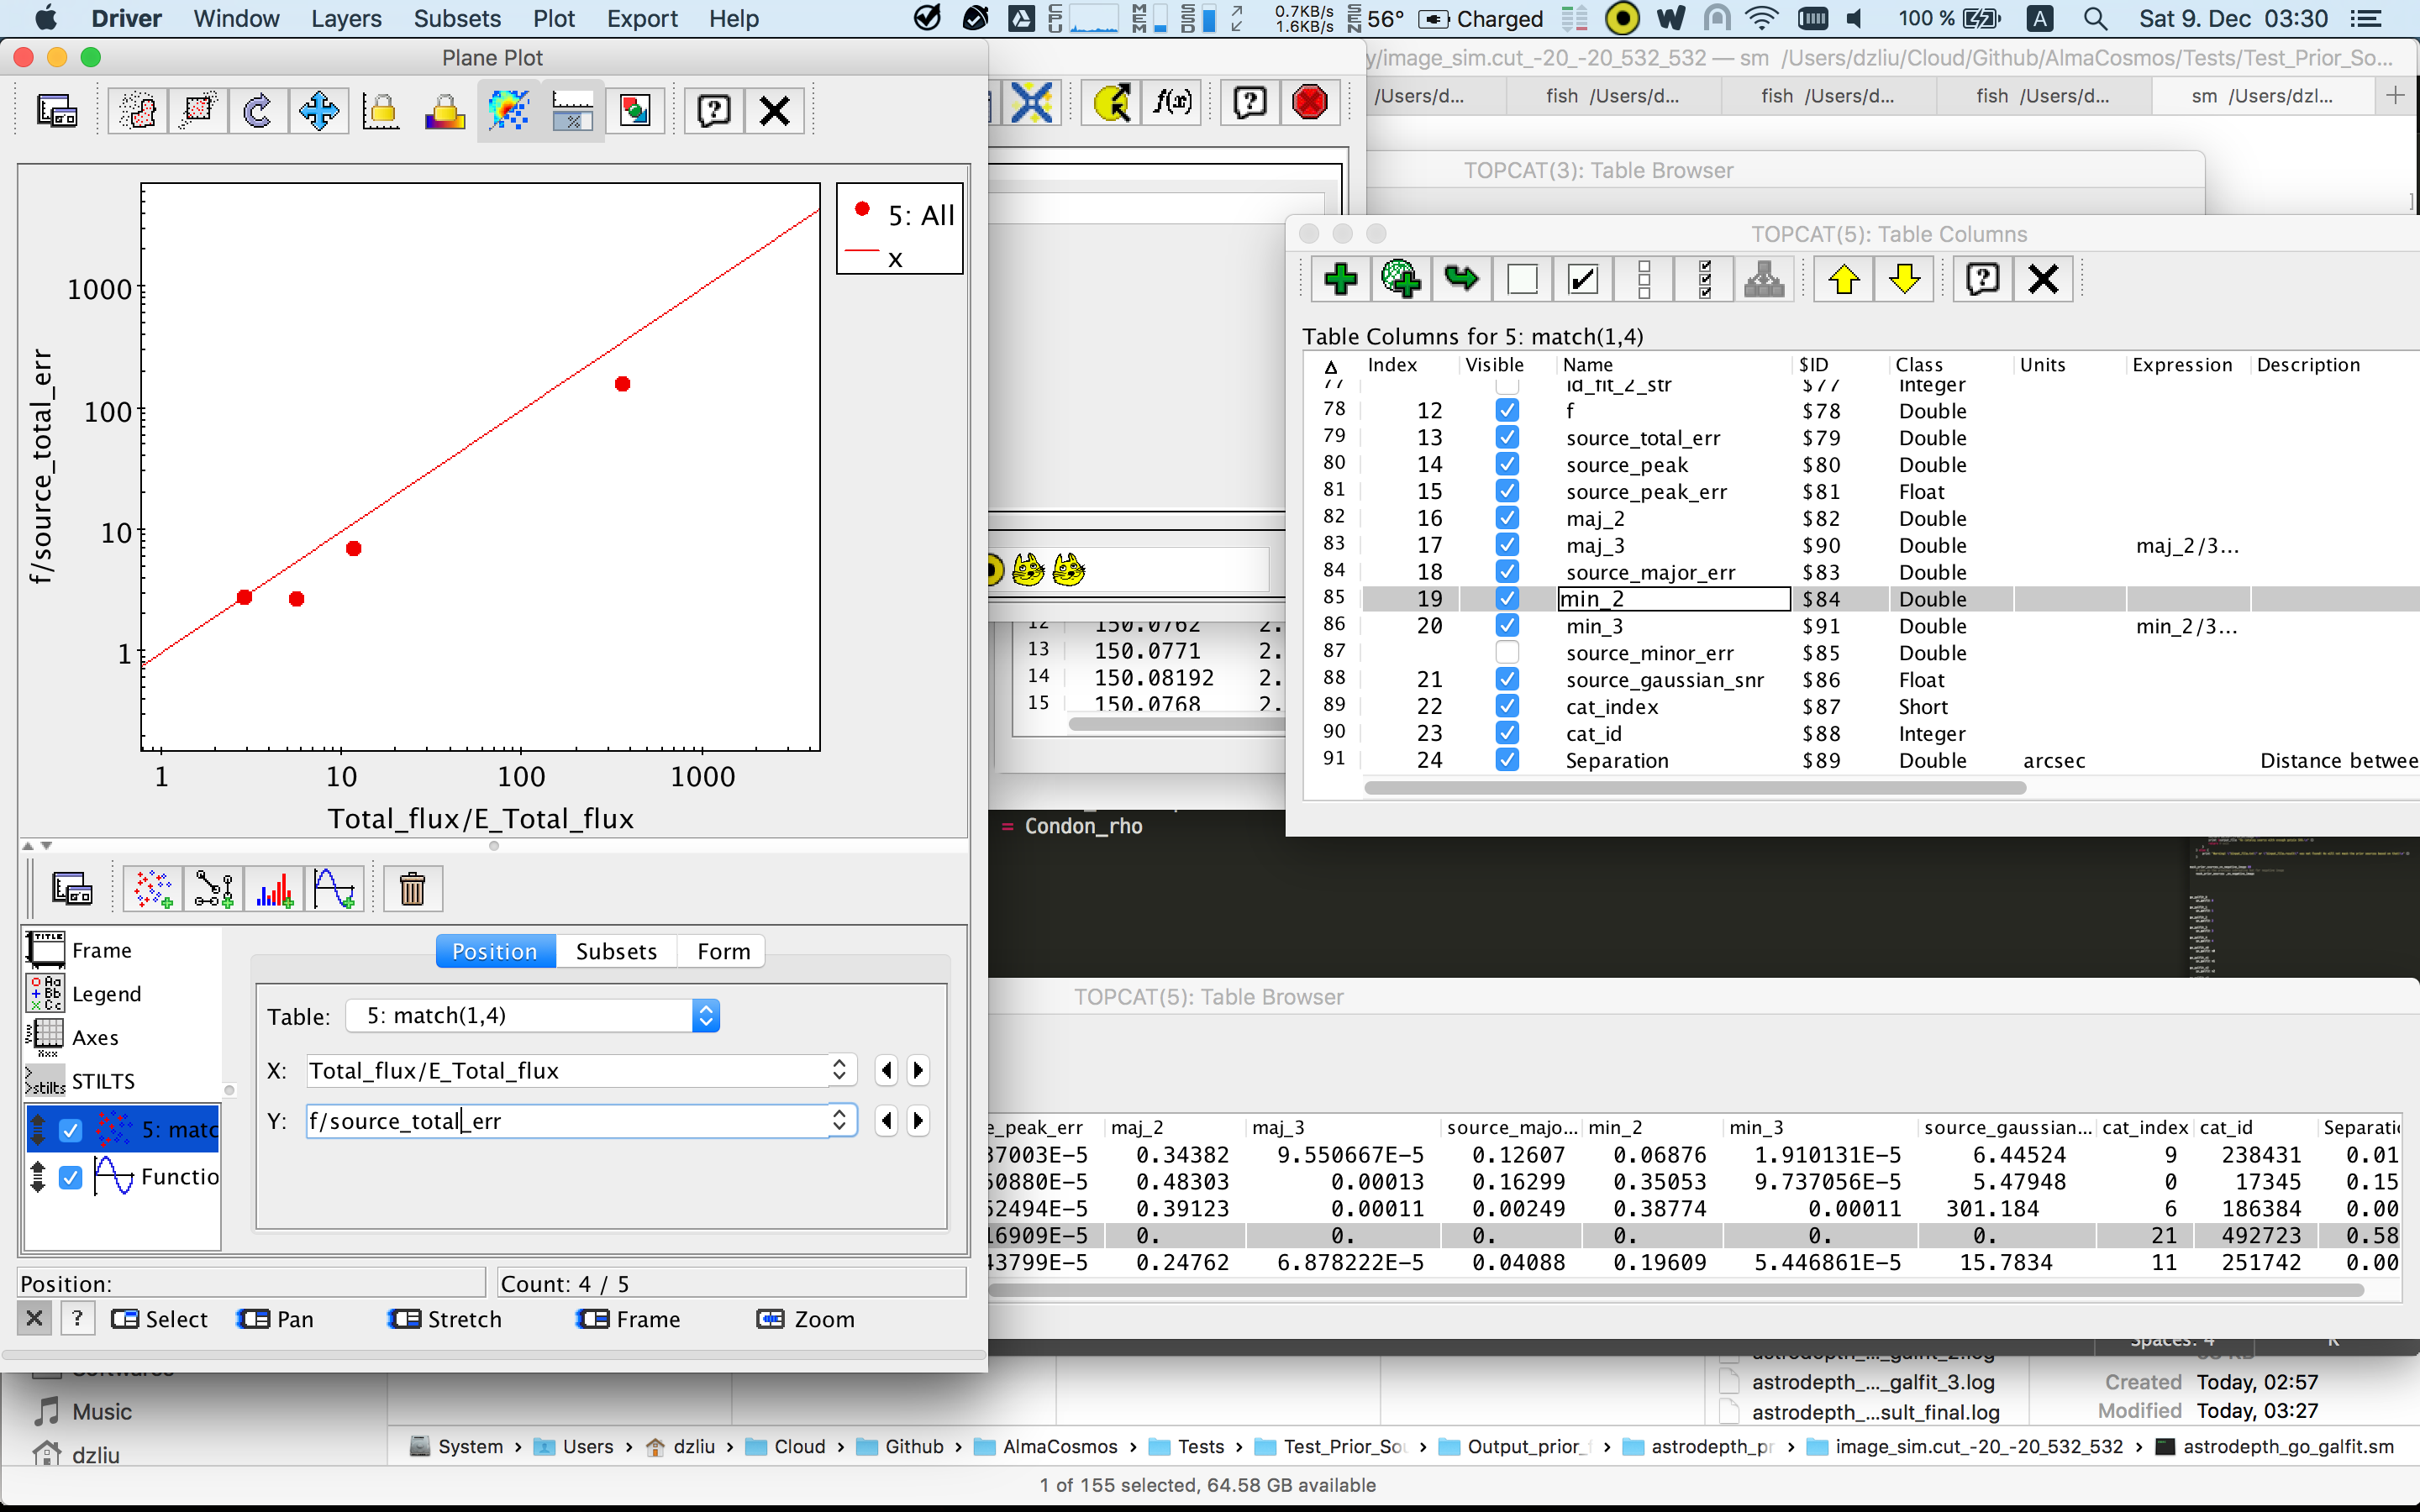 Driver Window Layers Subsets Plot Export Help
CPU MEM SSD 0.7KB/s 1.6KB/s SEN 56° Charged 100 % A Sat 9. Dec 03:30
Plane Plot
y/image_sim.cut_-20_-20_532_532 — sm /Users/dzliu/Cloud/Github/AlmaCosmos/Tests/Test_Prior_So...
/Users/d... fish /Users/d... fish /Users/d... fish /Users/d... sm /Users/dzl...
f(x)
TOPCAT(3): Table Browser
5: All
x
f/source_total_err
1000
100
10
1
1 10 100 1000
Total_flux/E_Total_flux
TOPCAT(5): Table Columns
Table Columns for 5: match(1,4)
Index Visible Name $ID Class Units Expression Description
77 id_fit_2_str $77 Integer
78 12 f $78 Double
79 13 source_total_err $79 Double
80 14 source_peak $80 Double
81 15 source_peak_err $81 Float
82 16 maj_2 $82 Double
83 17 maj_3 $90 Double maj_2/3...
84 18 source_major_err $83 Double
85 19 min_2 $84 Double
86 20 min_3 $91 Double min_2/3...
87 source_minor_err $85 Double
88 21 source_gaussian_snr $86 Float
89 22 cat_index $87 Short
90 23 cat_id $88 Integer
91 24 Separation $89 Double arcsec Distance betwee
12 150.0762 2.
13 150.0771 2.
14 150.08192 2.
15 150.0768 2.
= Condon_rho
Frame
Legend
Axes
STILTS
5: matc
Functio
Position Subsets Form
Table: 5: match(1,4)
X: Total_flux/E_Total_flux
Y: f/source_total_err
Position:
Count: 4 / 5
Select Pan Stretch Frame Zoom
TOPCAT(5): Table Browser
e_peak_err maj_2 maj_3 source_majo... min_2 min_3 source_gaussian... cat_index cat_id Separatio
37003E-5 0.34382 9.550667E-5 0.12607 0.06876 1.910131E-5 6.44524 9 238431 0.01
60880E-5 0.48303 0.00013 0.16299 0.35053 9.737056E-5 5.47948 0 17345 0.15
52494E-5 0.39123 0.00011 0.00249 0.38774 0.00011 301.184 6 186384 0.00
16909E-5 0. 0. 0. 0. 0. 0. 21 492723 0.58
43799E-5 0.24762 6.878222E-5 0.04088 0.19609 5.446861E-5 15.7834 11 251742 0.00
Spaces: 4
Softwares
Music
dzliu
astrodepth_..._galfit_2.log
astrodepth_..._galfit_3.log
astrodepth_...sult_final.log
Created Today, 02:57
Modified Today, 03:27
System › Users › dzliu › Cloud › Github › AlmaCosmos › Tests › Test_Prior_Sou › Output_prior_ › astrodepth_pr › image_sim.cut_-20_-20_532_532 › astrodepth_go_galfit.sm
1 of 155 selected, 64.58 GB available